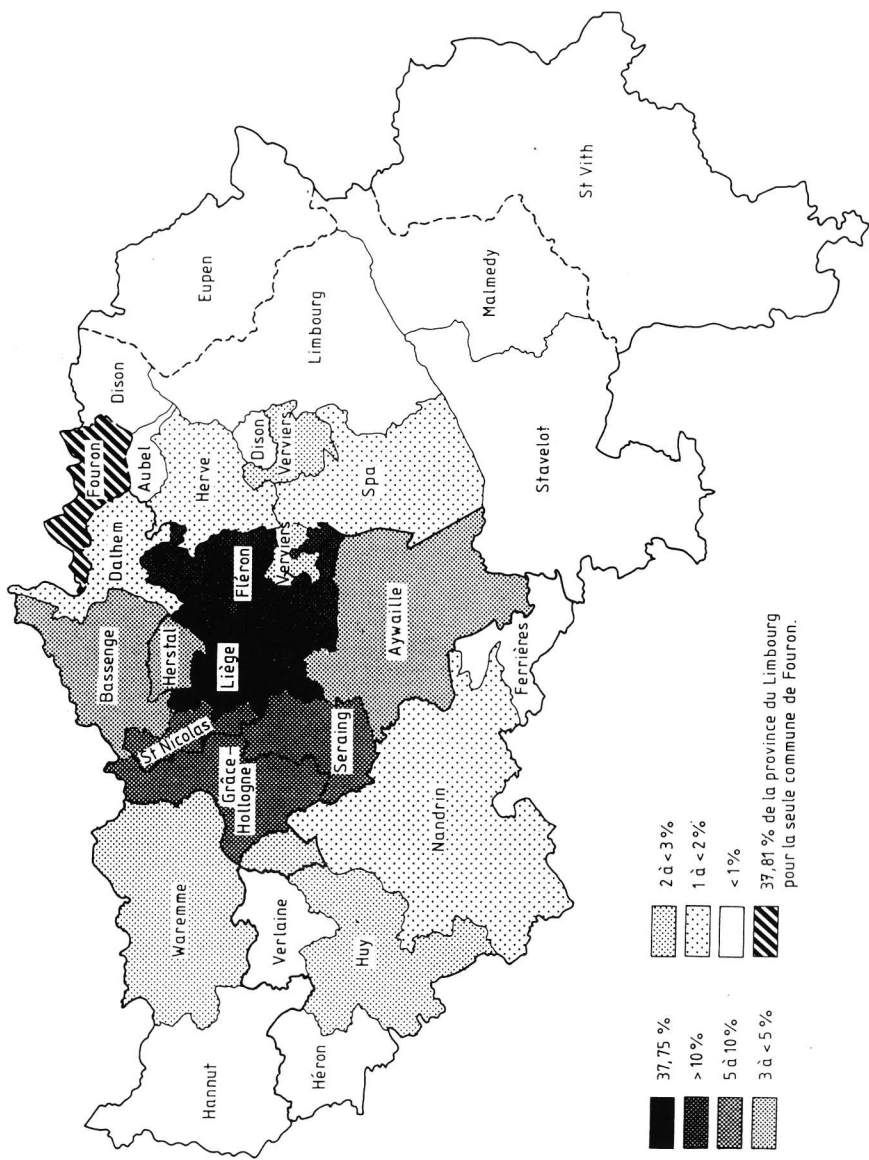 Fouron
Dison
Eupen
Aubel
Dalhem
Bassenge
Herstal
Herve
Dison
Verviers
Limbourg
Fléron
Verviers
Liège
St Nicolas
Grâce-
Hollogne
Seraing
Spa
Aywaille
Waremme
Verlaine
Hannut
Héron
Huy
Nandrin
Ferrières
Stavelot
Malmedy
St Vith
37,75 %
> 10 %
5 à 10 %
3 à < 5 %
2 à < 3 %
1 à < 2 %
< 1 %
37,81 % de la province du Limbourg
pour la seule commune de Fouron.